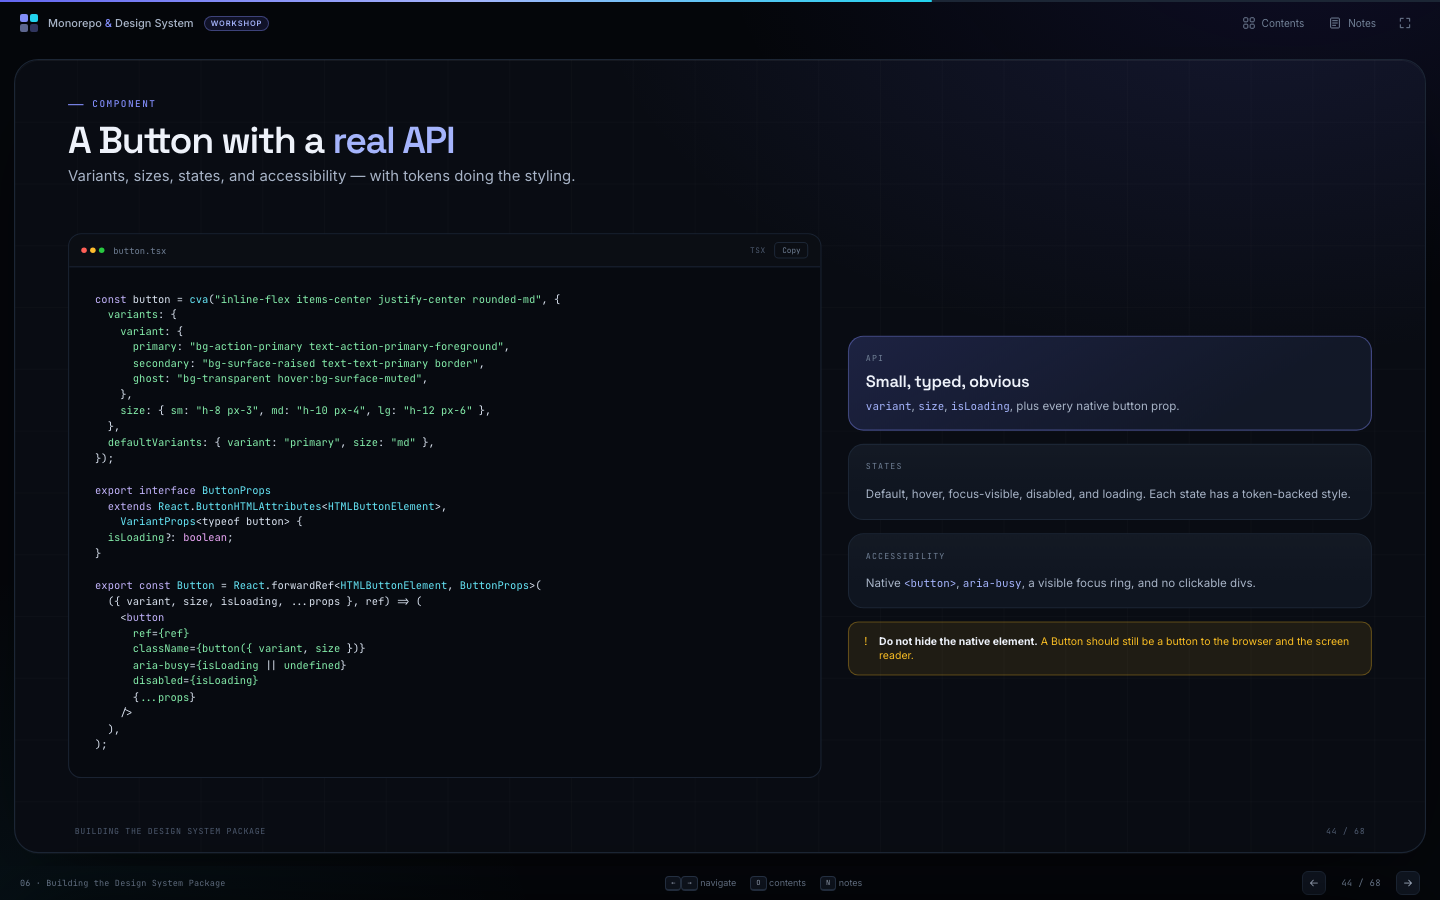 Monorepo & Design System WORKSHOP
Contents Notes
COMPONENT
A Button with a real API
Variants, sizes, states, and accessibility — with tokens doing the styling.
button.tsx TSX Copy
const button = cva("inline-flex items-center justify-center rounded-md", {
  variants: {
    variant: {
      primary: "bg-action-primary text-action-primary-foreground",
      secondary: "bg-surface-raised text-text-primary border",
      ghost: "bg-transparent hover:bg-surface-muted",
    },
    size: { sm: "h-8 px-3", md: "h-10 px-4", lg: "h-12 px-6" },
  },
  defaultVariants: { variant: "primary", size: "md" },
});
export interface ButtonProps
  extends React.ButtonHTMLAttributes<HTMLButtonElement>,
    VariantProps<typeof button> {
  isLoading?: boolean;
}
export const Button = React.forwardRef<HTMLButtonElement, ButtonProps>(
  ({ variant, size, isLoading, ...props }, ref) => (
    <button
      ref={ref}
      className={button({ variant, size })}
      aria-busy={isLoading || undefined}
      disabled={isLoading}
      {...props}
    />
  ),
);
API
Small, typed, obvious
variant, size, isLoading, plus every native button prop.
STATES
Default, hover, focus-visible, disabled, and loading. Each state has a token-backed style.
ACCESSIBILITY
Native <button>, aria-busy, a visible focus ring, and no clickable divs.
! Do not hide the native element. A Button should still be a button to the browser and the screen
reader.
BUILDING THE DESIGN SYSTEM PACKAGE 44 / 68
06 · Building the Design System Package ← → navigate O contents N notes ← 44 / 68 →